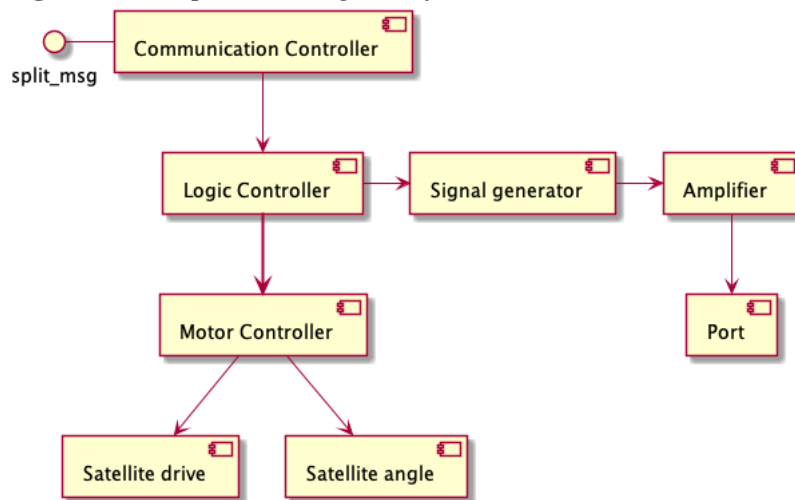 Communication Controller
split_msg
Logic Controller
Signal generator
Amplifier
Motor Controller
Port
Satellite drive
Satellite angle